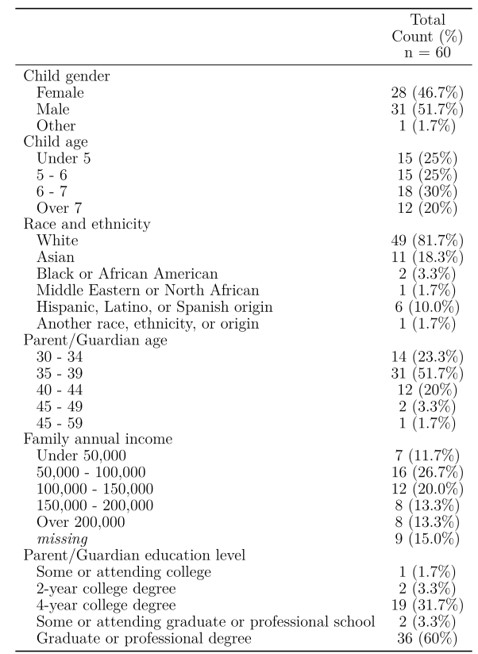 Total
Count (%)
n = 60
Child gender
Female 28 (46.7%)
Male 31 (51.7%)
Other 1 (1.7%)
Child age
Under 5 15 (25%)
5 - 6 15 (25%)
6 - 7 18 (30%)
Over 7 12 (20%)
Race and ethnicity
White 49 (81.7%)
Asian 11 (18.3%)
Black or African American 2 (3.3%)
Middle Eastern or North African 1 (1.7%)
Hispanic, Latino, or Spanish origin 6 (10.0%)
Another race, ethnicity, or origin 1 (1.7%)
Parent/Guardian age
30 - 34 14 (23.3%)
35 - 39 31 (51.7%)
40 - 44 12 (20%)
45 - 49 2 (3.3%)
45 - 59 1 (1.7%)
Family annual income
Under 50,000 7 (11.7%)
50,000 - 100,000 16 (26.7%)
100,000 - 150,000 12 (20.0%)
150,000 - 200,000 8 (13.3%)
Over 200,000 8 (13.3%)
missing 9 (15.0%)
Parent/Guardian education level
Some or attending college 1 (1.7%)
2-year college degree 2 (3.3%)
4-year college degree 19 (31.7%)
Some or attending graduate or professional school 2 (3.3%)
Graduate or professional degree 36 (60%)